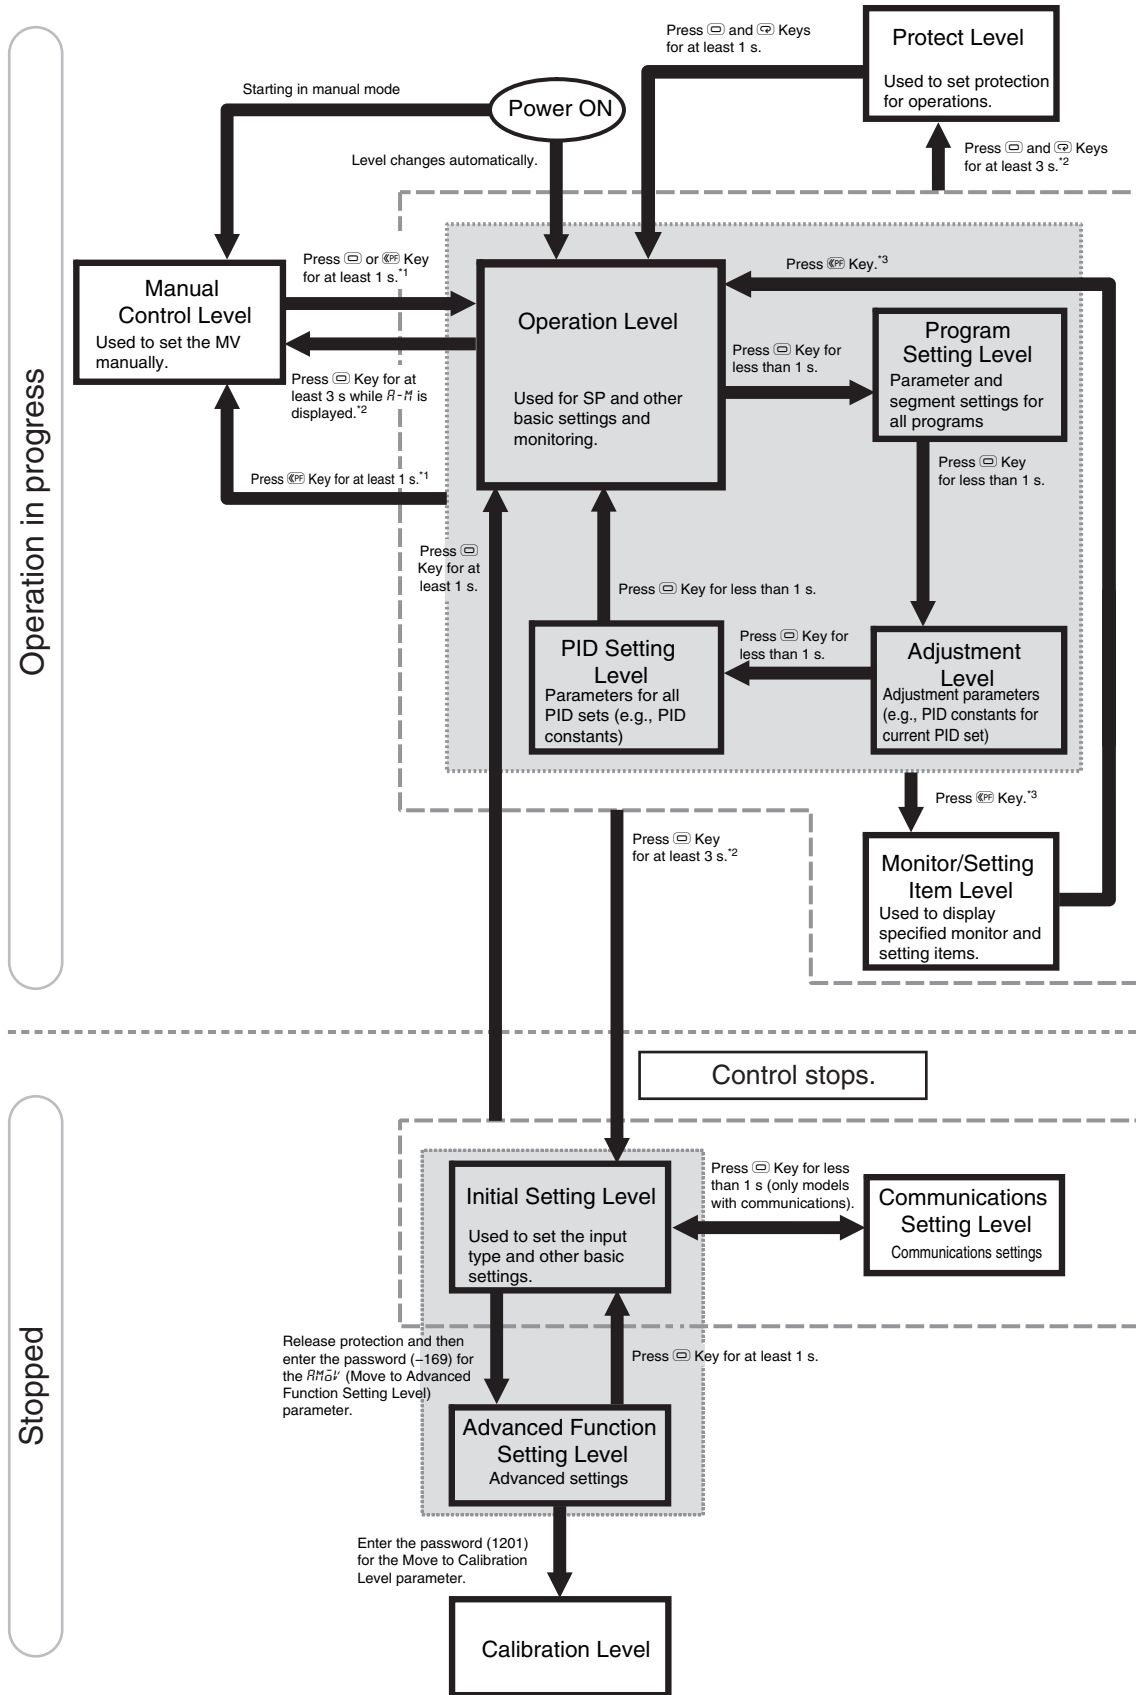 Operation in progress
Stopped
Press and Keys
for at least 1 s.
Protect Level
Used to set protection
for operations.
Starting in manual mode
Power ON
Level changes automatically.
Press and Keys
for at least 3 s.*2
Press or PF Key
for at least 1 s.*1
Manual
Control Level
Used to set the MV
manually.
Press Key for at
least 3 s while A-M is
displayed.*2
Press PF Key for at least 1 s.*1
Operation Level
Used for SP and other
basic settings and
monitoring.
Press PF Key.*3
Press Key for
less than 1 s.
Program
Setting Level
Parameter and
segment settings for
all programs
Press Key
for less than 1 s.
Press
Key for at
least 1 s.
Press Key for less than 1 s.
PID Setting
Level
Parameters for all
PID sets (e.g., PID
constants)
Press Key for
less than 1 s.
Adjustment
Level
Adjustment parameters
(e.g., PID constants for
current PID set)
Press PF Key.*3
Press Key
for at least 3 s.*2
Monitor/Setting
Item Level
Used to display
specified monitor and
setting items.
Control stops.
Initial Setting Level
Used to set the input
type and other basic
settings.
Press Key for less
than 1 s (only models
with communications).
Communications
Setting Level
Communications settings
Release protection and then
enter the password (–169) for
the AMoV (Move to Advanced
Function Setting Level)
parameter.
Press Key for at least 1 s.
Advanced Function
Setting Level
Advanced settings
Enter the password (1201)
for the Move to Calibration
Level parameter.
Calibration Level